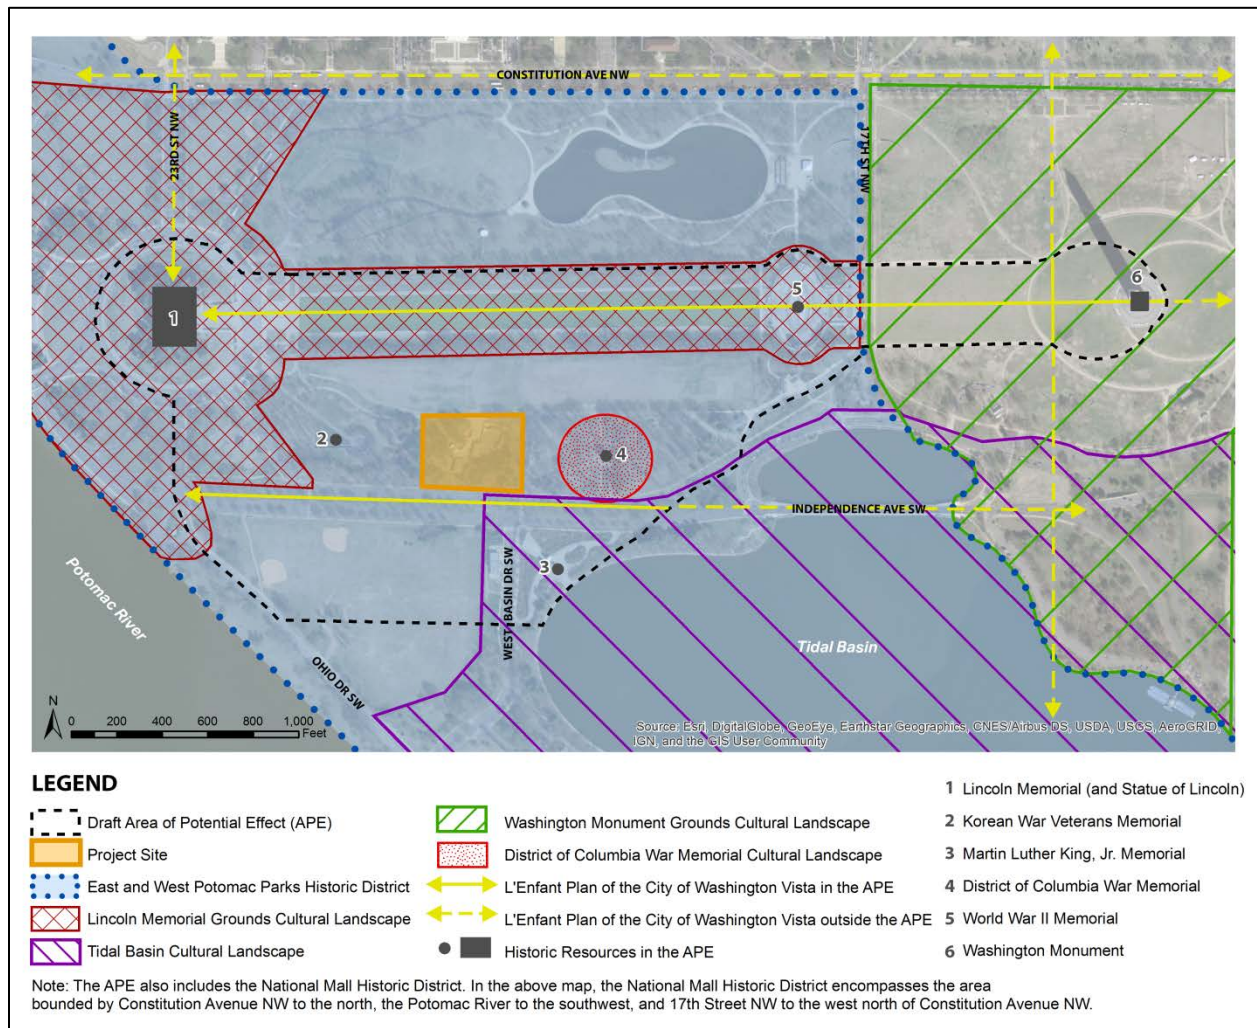 CONSTITUTION AVE NW
23RD ST NW
17TH ST NW
6
5
1
2
4
INDEPENDENCE AVE SW
3
WEST BASIN DR SW
Potomac River
Tidal Basin
OHIO DR SW
N
0 200 400 600 800 1,000
Feet
Source: Esri, DigitalGlobe, GeoEye, Earthstar Geographics, CNES/Airbus DS, USDA, USGS, AeroGRID,
IGN, and the GIS User Community
LEGEND
Draft Area of Potential Effect (APE)
Project Site
East and West Potomac Parks Historic District
Lincoln Memorial Grounds Cultural Landscape
Tidal Basin Cultural Landscape
Washington Monument Grounds Cultural Landscape
District of Columbia War Memorial Cultural Landscape
L'Enfant Plan of the City of Washington Vista in the APE
L'Enfant Plan of the City of Washington Vista outside the APE
Historic Resources in the APE
1 Lincoln Memorial (and Statue of Lincoln)
2 Korean War Veterans Memorial
3 Martin Luther King, Jr. Memorial
4 District of Columbia War Memorial
5 World War II Memorial
6 Washington Monument
Note: The APE also includes the National Mall Historic District. In the above map, the National Mall Historic District encompasses the area
bounded by Constitution Avenue NW to the north, the Potomac River to the southwest, and 17th Street NW to the west north of Constitution Avenue NW.